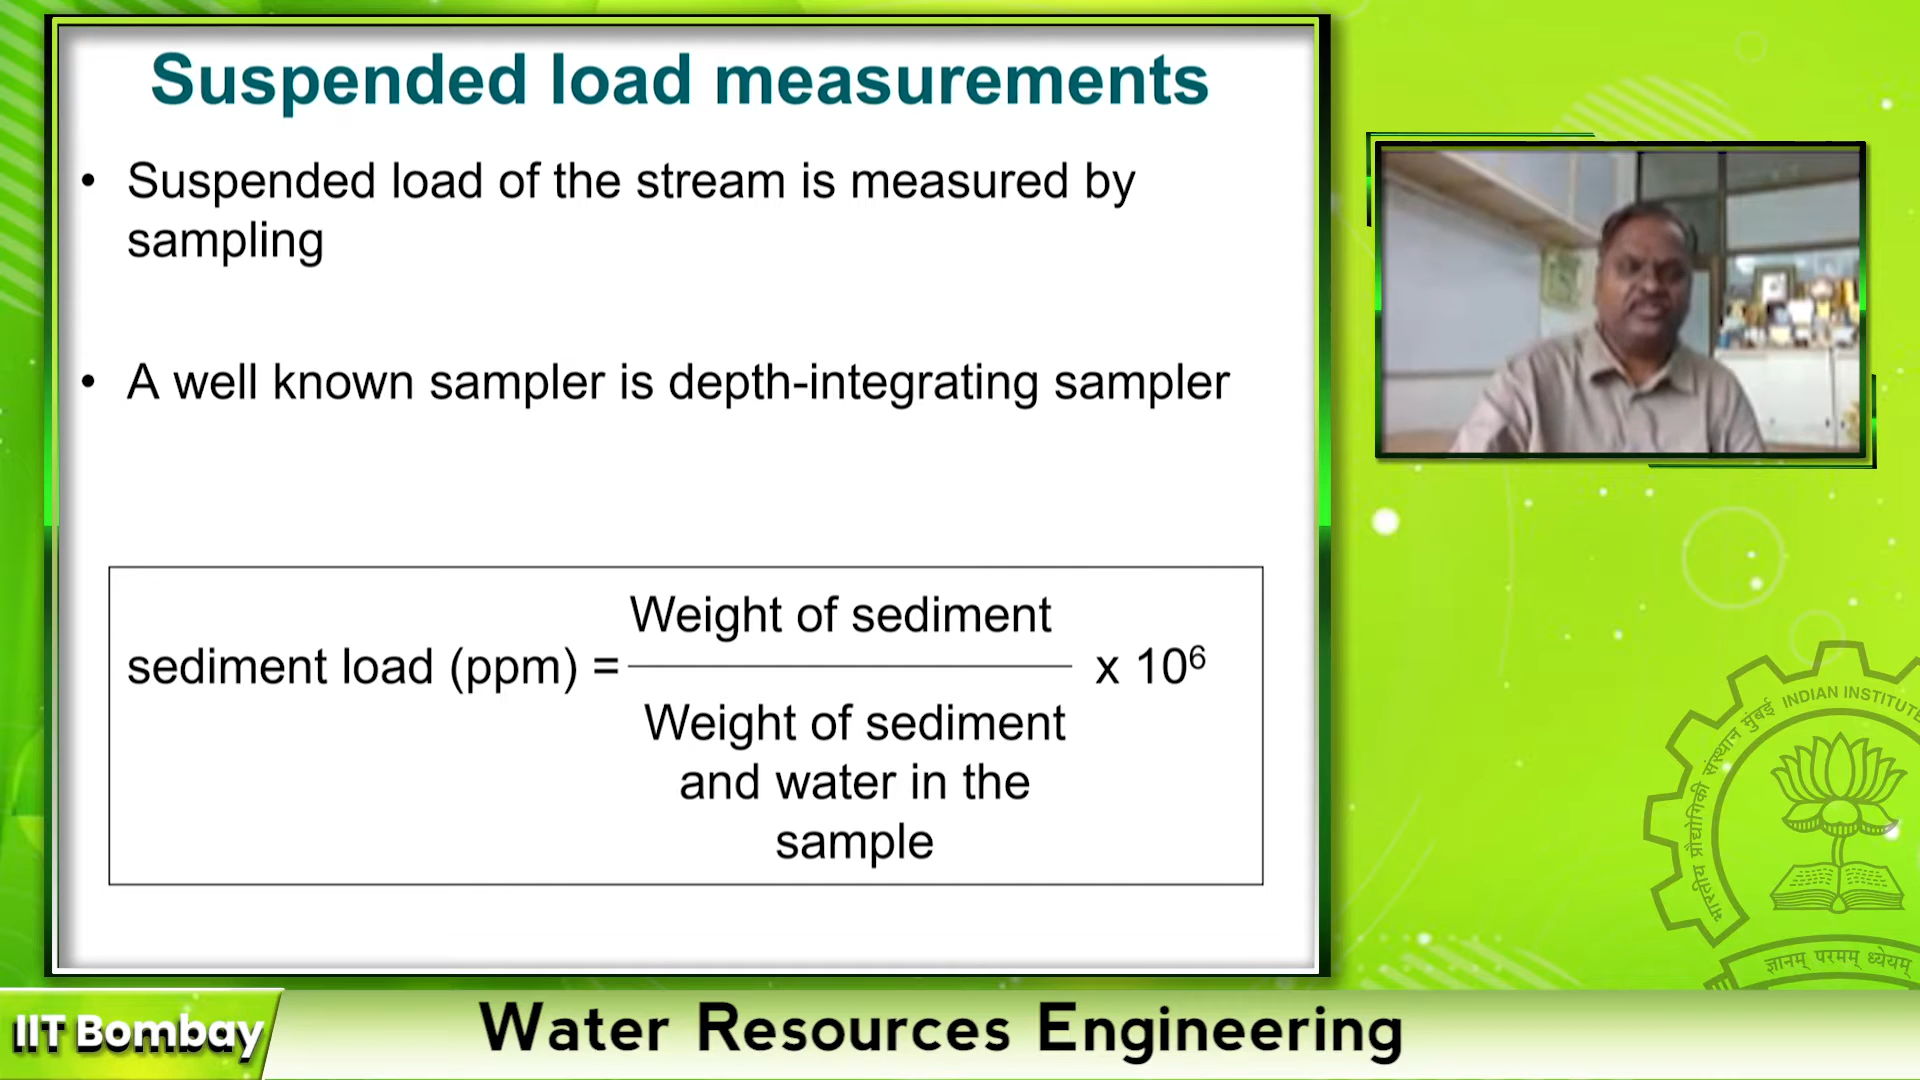 Suspended load measurements
• Suspended load of the stream is measured by
sampling
• A well known sampler is depth-integrating sampler
sediment load (ppm) =
Weight of sediment
Weight of sediment
and water in the
sample
x 10⁶
भारतीय प्रौद्योगिकी संस्थान मुंबई
INDIAN INSTITUTE
ज्ञानम् परमम् ध्येयम्
IIT Bombay
Water Resources Engineering